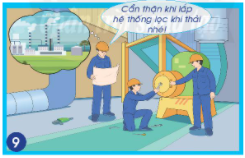 Cẩn thận khi lắp
hệ thống lọc khí thải
nhé!
9